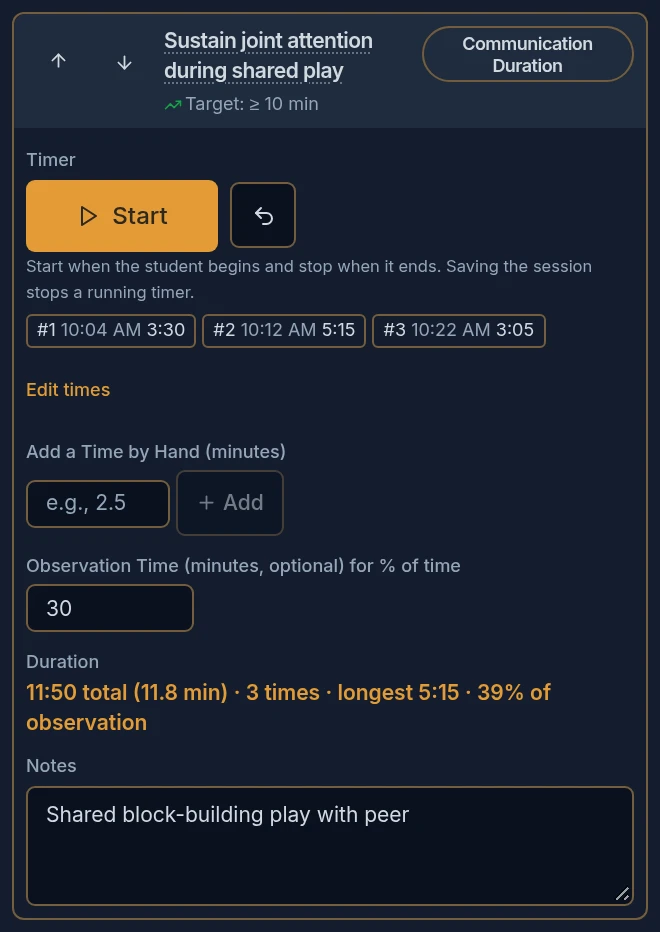 Sustain joint attention
during shared play
Communication
Duration
Target: ≥ 10 min
Timer
Start
Start when the student begins and stop when it ends. Saving the session
stops a running timer.
#1 10:04 AM 3:30 #2 10:12 AM 5:15 #3 10:22 AM 3:05
Edit times
Add a Time by Hand (minutes)
e.g., 2.5 + Add
Observation Time (minutes, optional) for % of time
30
Duration
11:50 total (11.8 min) · 3 times · longest 5:15 · 39% of
observation
Notes
Shared block-building play with peer